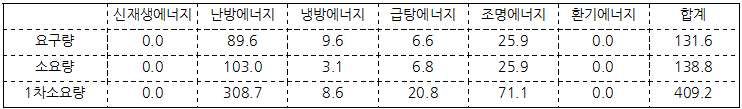 신재생에너지 난방에너지 냉방에너지 급탕에너지 조명에너지 환기에너지 합계
요구량 0.0 89.6 9.6 6.6 25.9 0.0 131.6
소요량 0.0 103.0 3.1 6.8 25.9 0.0 138.8
1차소요량 0.0 308.7 8.6 20.8 71.1 0.0 409.2